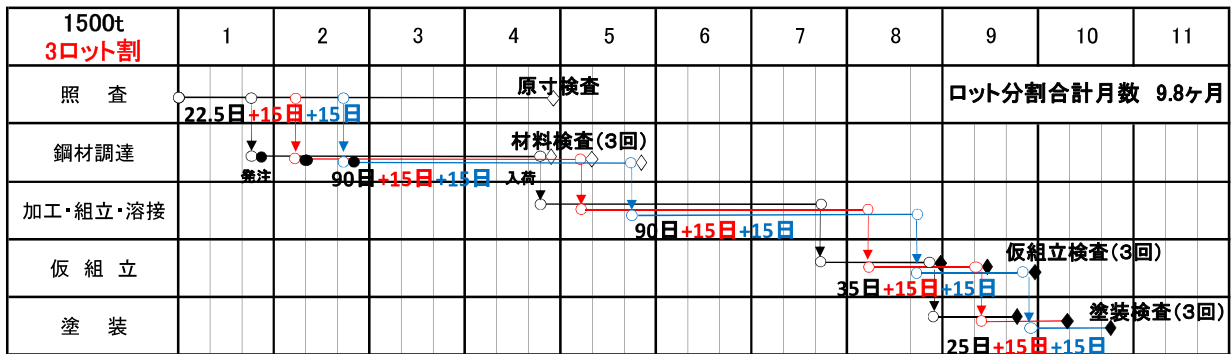 1500t
3ロット割
1 2 3 4 5 6 7 8 9 10 11
照 査
原寸検査
ロット分割合計月数 9.8ヶ月
22.5日+15日+15日
鋼材調達
材料検査(3回)
発注
90日+15日+15日
入荷
加工・組立・溶接
90日+15日+15日
仮 組 立
仮組立検査(3回)
35日+15日+15日
塗 装
塗装検査(3回)
25日+15日+15日